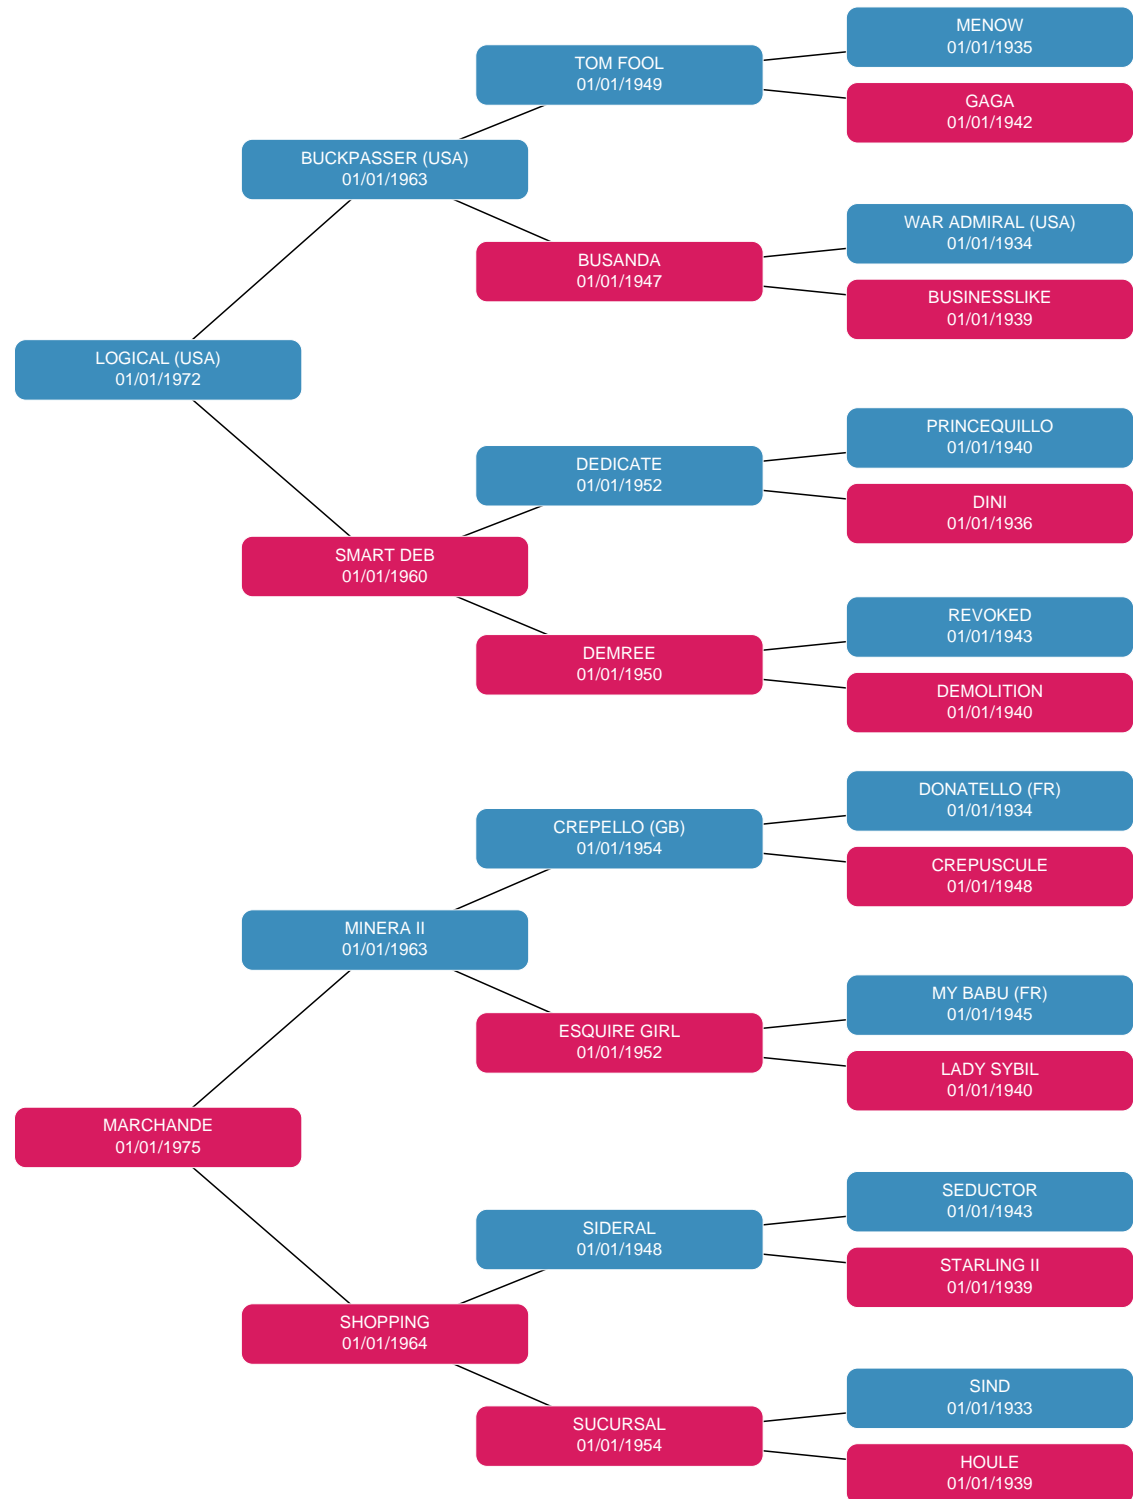 MENOW
01/01/1935
TOM FOOL
01/01/1949
GAGA
01/01/1942
BUCKPASSER (USA)
01/01/1963
WAR ADMIRAL (USA)
01/01/1934
BUSANDA
01/01/1947
BUSINESSLIKE
01/01/1939
LOGICAL (USA)
01/01/1972
PRINCEQUILLO
01/01/1940
DEDICATE
01/01/1952
DINI
01/01/1936
SMART DEB
01/01/1960
REVOKED
01/01/1943
DEMREE
01/01/1950
DEMOLITION
01/01/1940
DONATELLO (FR)
01/01/1934
CREPELLO (GB)
01/01/1954
CREPUSCULE
01/01/1948
MINERA II
01/01/1963
MY BABU (FR)
01/01/1945
ESQUIRE GIRL
01/01/1952
LADY SYBIL
01/01/1940
MARCHANDE
01/01/1975
SEDUCTOR
01/01/1943
SIDERAL
01/01/1948
STARLING II
01/01/1939
SHOPPING
01/01/1964
SIND
01/01/1933
SUCURSAL
01/01/1954
HOULE
01/01/1939